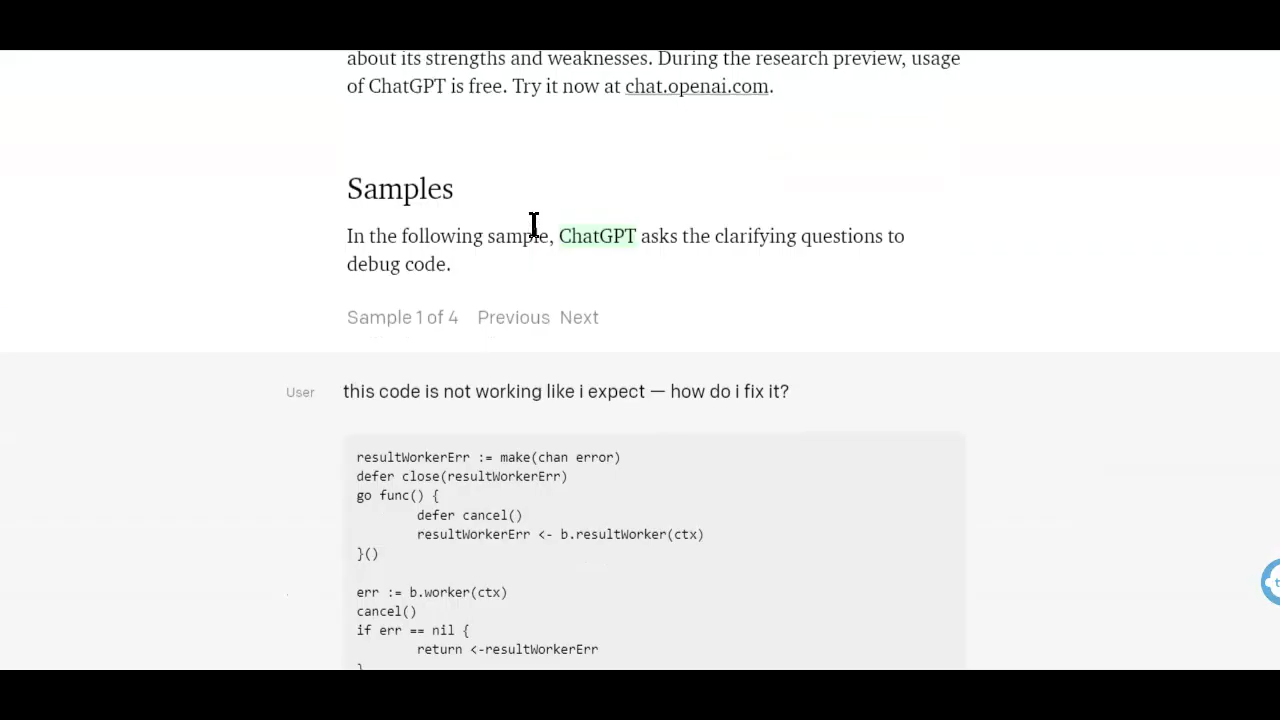 about its strengths and weaknesses. During the research preview, usage
of ChatGPT is free. Try it now at chat.openai.com.
Samples
In the following sample, ChatGPT asks the clarifying questions to
debug code.
Sample 1 of 4 Previous Next
User this code is not working like i expect — how do i fix it?
resultWorkerErr := make(chan error)
defer close(resultWorkerErr)
go func() {
defer cancel()
resultWorkerErr <- b.resultWorker(ctx)
}()
err := b.worker(ctx)
cancel()
if err == nil {
return <-resultWorkerErr
}